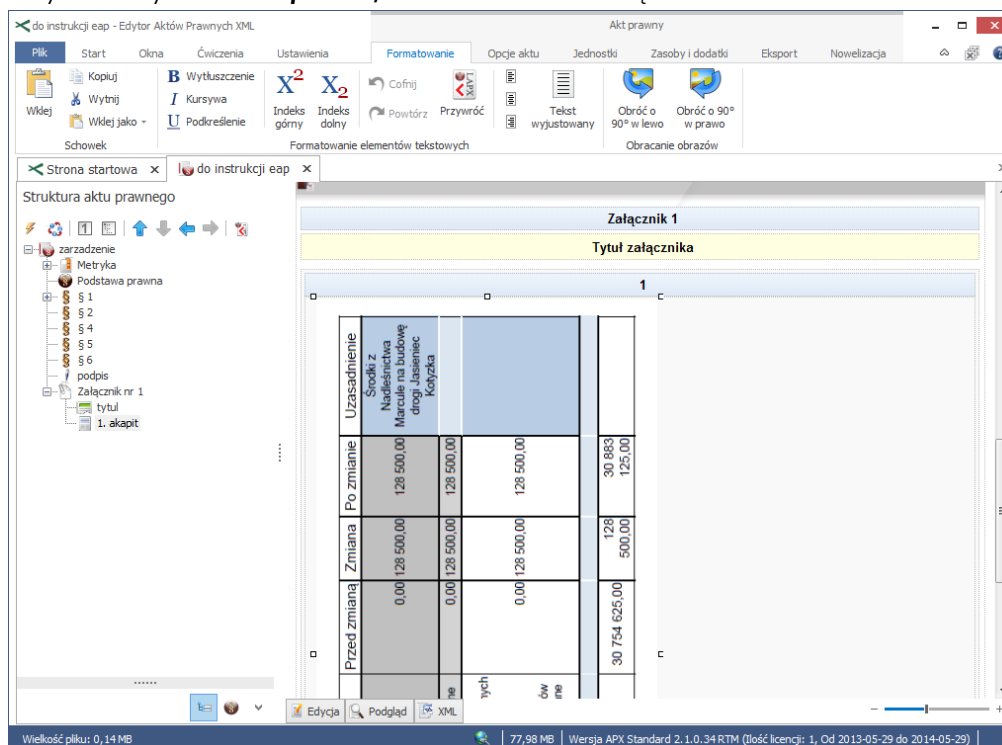 do instrukcji eap - Edytor Aktów Prawnych XML
Akt prawny
Plik Start Okna Ćwiczenia Ustawienia Formatowanie Opcje aktu Jednostki Zasoby i dodatki Eksport Nowelizacja
Wklej
Kopiuj
Wytnij
Wklej jako
Schowek
B Wytłuszczenie
I Kursywa
U Podkreślenie
X² Indeks górny
X₂ Indeks dolny
Cofnij
Powtórz
LAPX
Przywróć
Tekst wyjustowany
Formatowanie elementów tekstowych
Obróć o 90° w lewo
Obróć o 90° w prawo
Obracanie obrazów
Strona startowa x
do instrukcji eap x
Struktura aktu prawnego
zarzadzenie
Metryka
Podstawa prawna
§ § 1
§ § 2
§ § 4
§ § 5
§ § 6
podpis
Załącznik nr 1
tytul
1. akapit
Załącznik 1
Tytuł załącznika
1
Uzasadnienie
Środki z
Nadleśnictwa
Marcule na budowę
drogi Jasieniec
Kotyzka
Po zmianie
128 500,00
128 500,00
128 500,00
30 883
125,00
Zmiana
128 500,00
128 500,00
128 500,00
128
500,00
Przed zmianą
0,00
0,00
0,00
30 754 625,00
ne
nych
ów
ne
Edycja Podgląd XML
Wielkość pliku: 0,14 MB
77,98 MB
Wersja APX Standard 2.1.0.34 RTM (Ilość licencji: 1, Od 2013-05-29 do 2014-05-29)